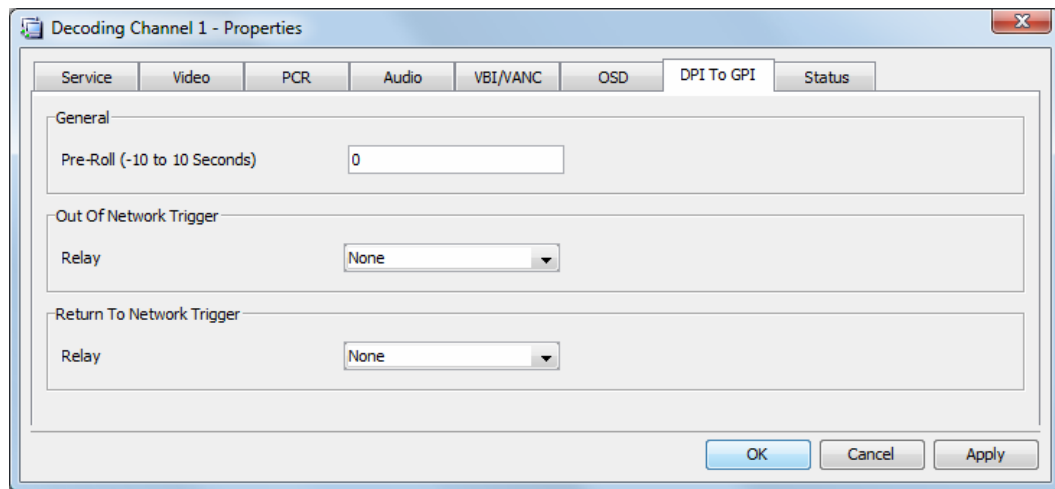 Decoding Channel 1 - Properties
Service Video PCR Audio VBI/VANC OSD DPI To GPI Status
General
Pre-Roll (-10 to 10 Seconds) 0
Out Of Network Trigger
Relay None
Return To Network Trigger
Relay None
OK Cancel Apply